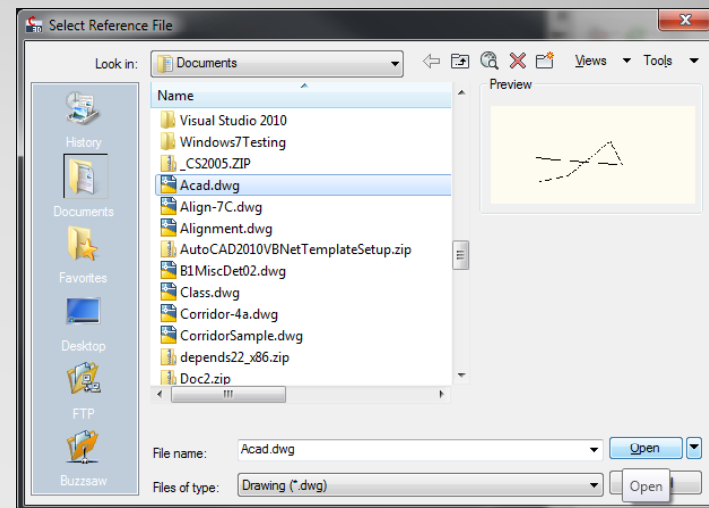 Select Reference File
Look in: Documents Views Tools
Name
Preview
Visual Studio 2010
Windows7Testing
_CS2005.ZIP
Acad.dwg
Align-7C.dwg
Alignment.dwg
AutoCAD2010VBNetTemplateSetup.zip
B1MiscDet02.dwg
Class.dwg
Corridor-4a.dwg
CorridorSample.dwg
depends22_x86.zip
Doc2.zip
History
Documents
Favorites
Desktop
FTP
Buzzsaw
File name: Acad.dwg Open
Files of type: Drawing (*.dwg)
Open